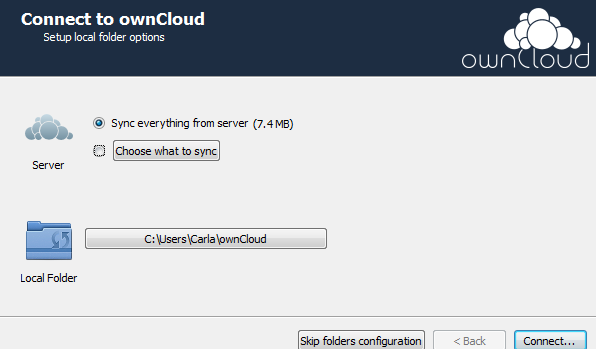 Connect to ownCloud
Setup local folder options
ownCloud
Sync everything from server (7.4 MB)
Choose what to sync
Server
C:\Users\Carla\ownCloud
Local Folder
Skip folders configuration
< Back
Connect...